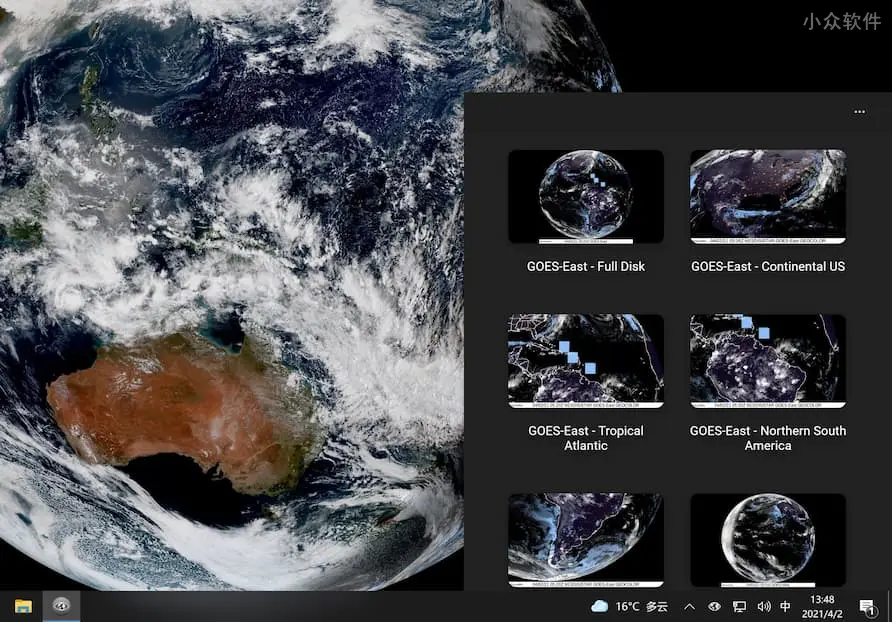 小众软件
GOES-East - Full Disk
GOES-East - Continental US
GOES-East - Tropical
Atlantic
GOES-East - Northern South
America
16°C 多云
中
13:48
2021/4/2
1